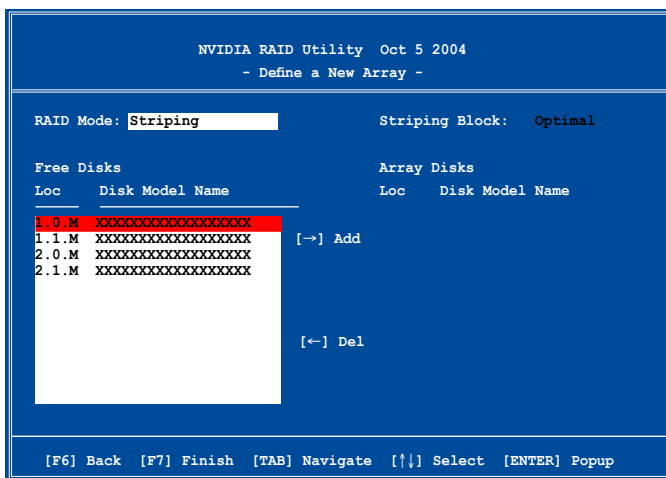 NVIDIA RAID Utility Oct 5 2004
- Define a New Array -
RAID Mode: Striping Striping Block: Optimal
Free Disks Array Disks
Loc Disk Model Name Loc Disk Model Name
1.0.M XXXXXXXXXXXXXXXXXX
1.1.M XXXXXXXXXXXXXXXXXX
2.0.M XXXXXXXXXXXXXXXXXX
2.1.M XXXXXXXXXXXXXXXXXX
[→] Add
[←] Del
[F6] Back [F7] Finish [TAB] Navigate [↑↓] Select [ENTER] Popup